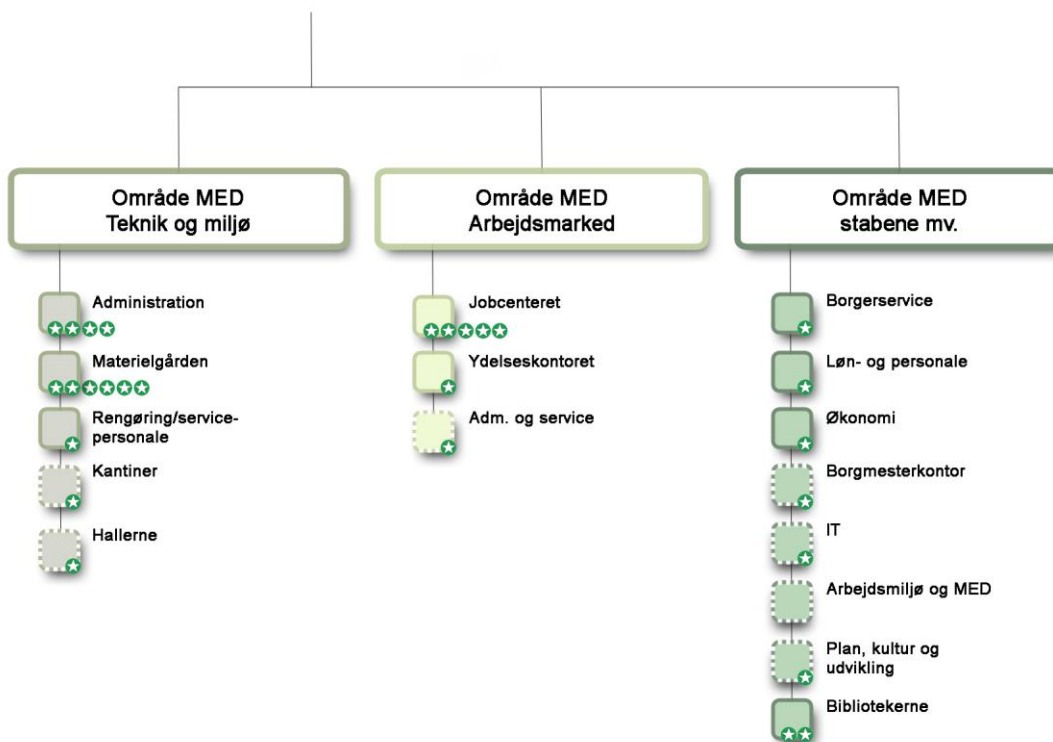 Område MED
Teknik og miljø
Administration
Materielgården
Rengøring/service-
personale
Kantiner
Hallerne
Område MED
Arbejdsmarked
Jobcenteret
Ydelseskontoret
Adm. og service
Område MED
stabene mv.
Borgerservice
Løn- og personale
Økonomi
Borgmesterkontor
IT
Arbejdsmiljø og MED
Plan, kultur og
udvikling
Bibliotekerne